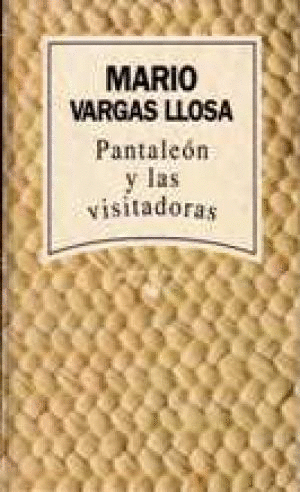 MARIO
VARGAS LLOSA
Pantaleón
y las
visitadoras